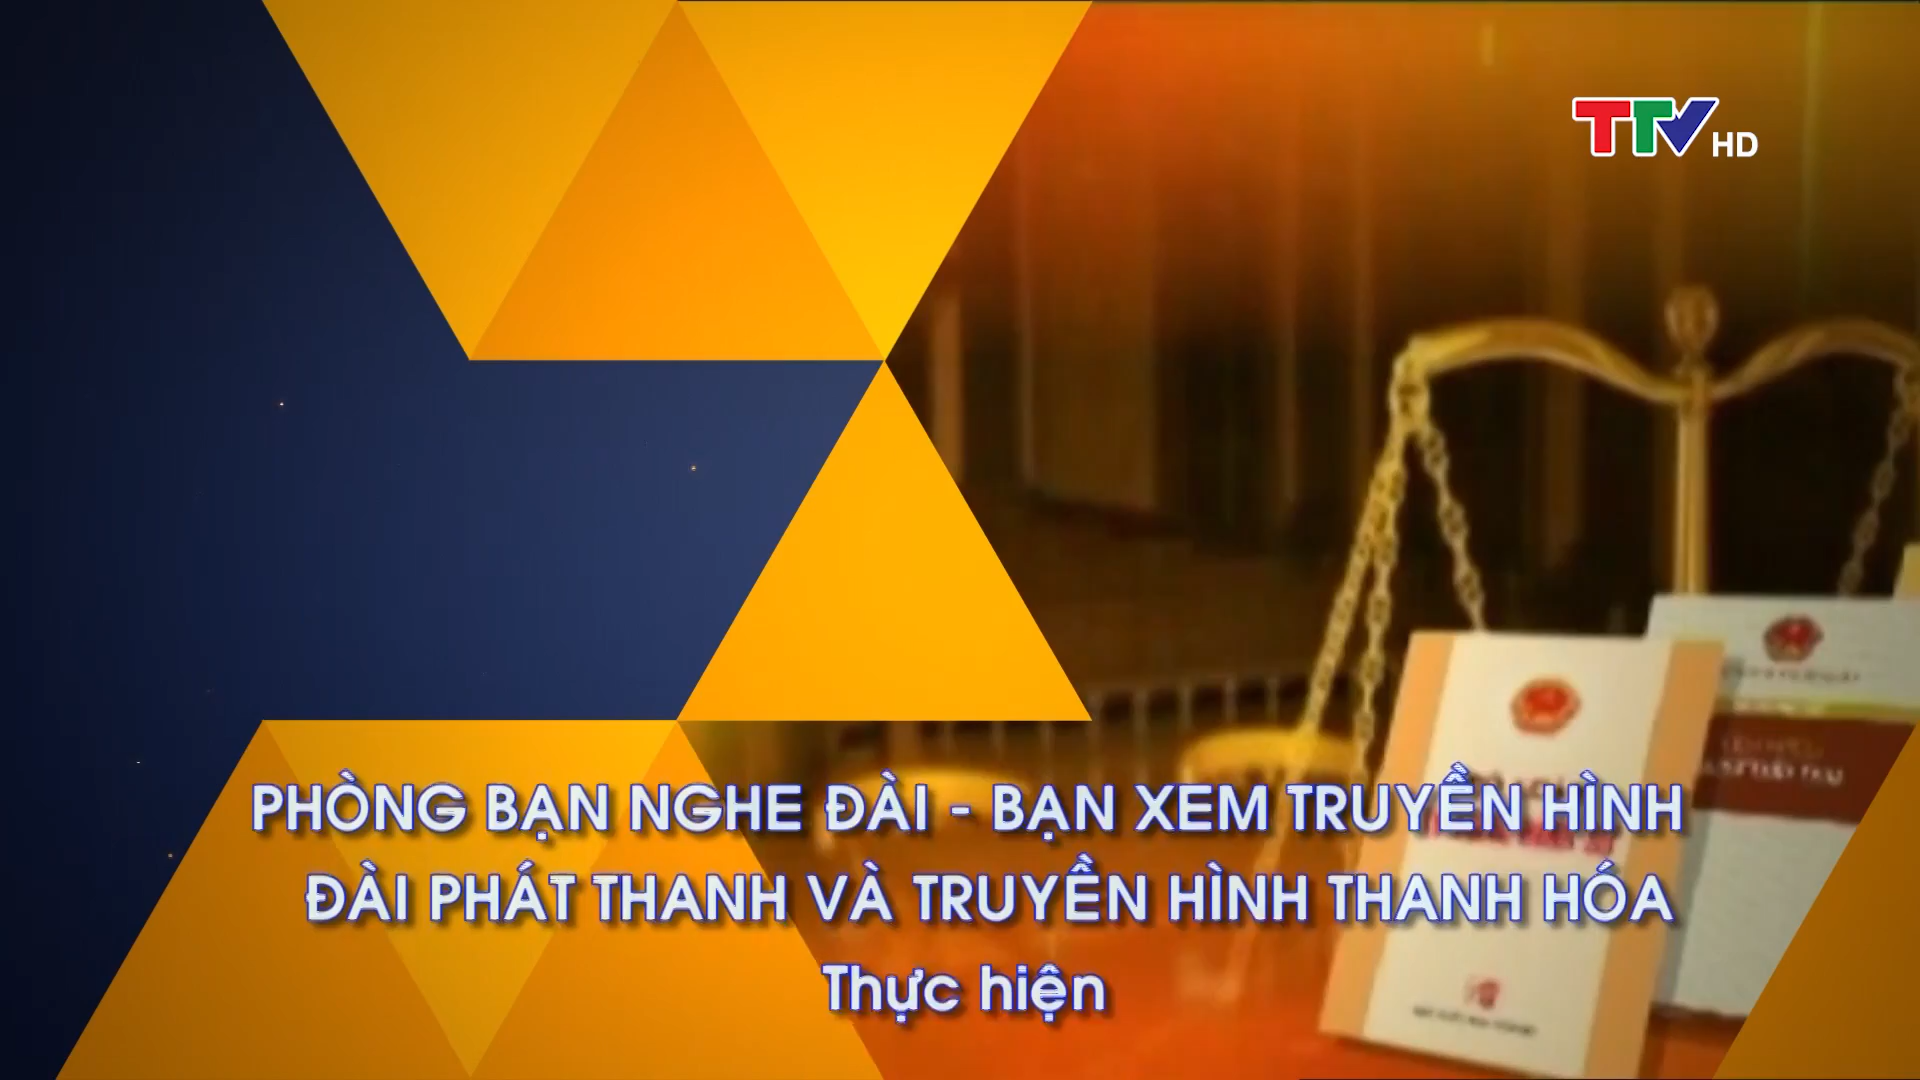 TTV HD
PHÒNG BẠN NGHE ĐÀI - BẠN XEM TRUYỀN HÌNH
ĐÀI PHÁT THANH VÀ TRUYỀN HÌNH THANH HÓA
Thực hiện